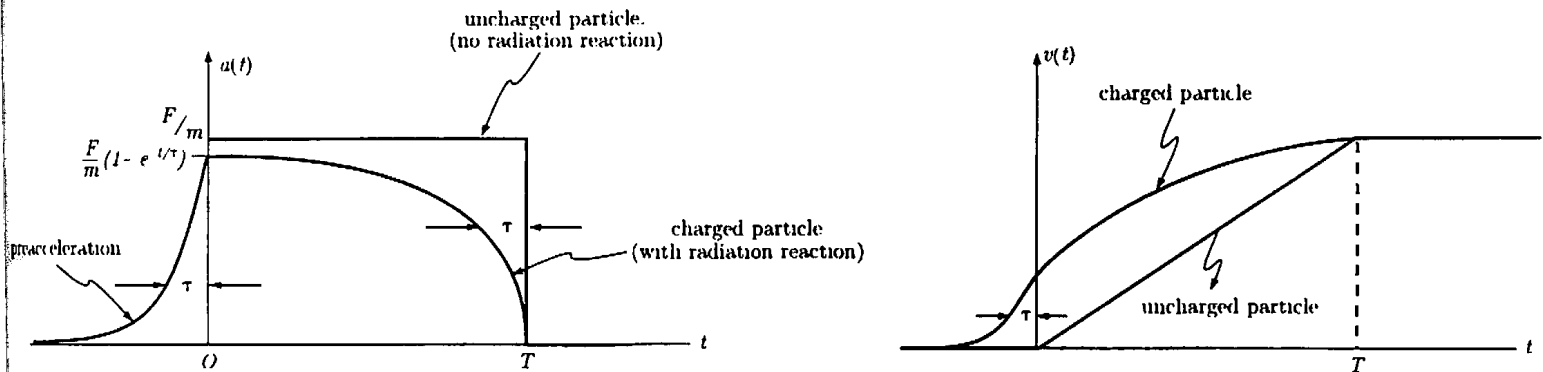 uncharged particle.
(no radiation reaction)
a(t)
F/m
F/m (1- e t/τ)
preacceleration
τ
τ
charged particle
(with radiation reaction)
O
T
t
v(t)
charged particle
τ
uncharged particle
T
t